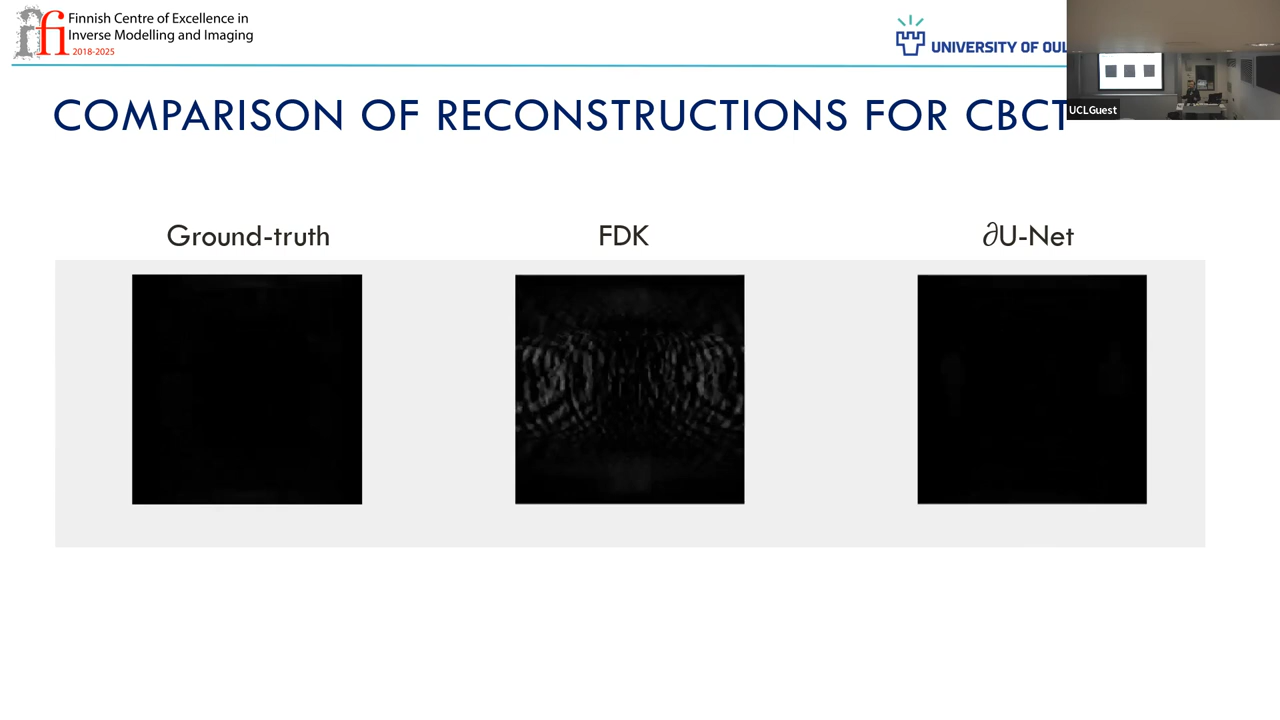 Finnish Centre of Excellence in
Inverse Modelling and Imaging
2018-2025
fi
UNIVERSITY OF OUL
UCLGuest
COMPARISON OF RECONSTRUCTIONS FOR CBCT
Ground-truth
FDK
∂U-Net